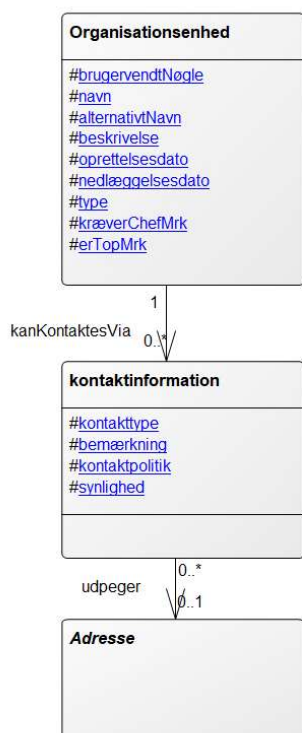 Organisationsenhed
#brugervendtNøgle
#navn
#alternativtNavn
#beskrivelse
#oprettelsesdato
#nedlæggelsesdato
#type
#kræverChefMrk
#erTopMrk
1
kanKontaktesVia
0..*
kontaktinformation
#kontakttype
#bemærkning
#kontaktpolitik
#synlighed
0..*
udpeger
0..1
Adresse